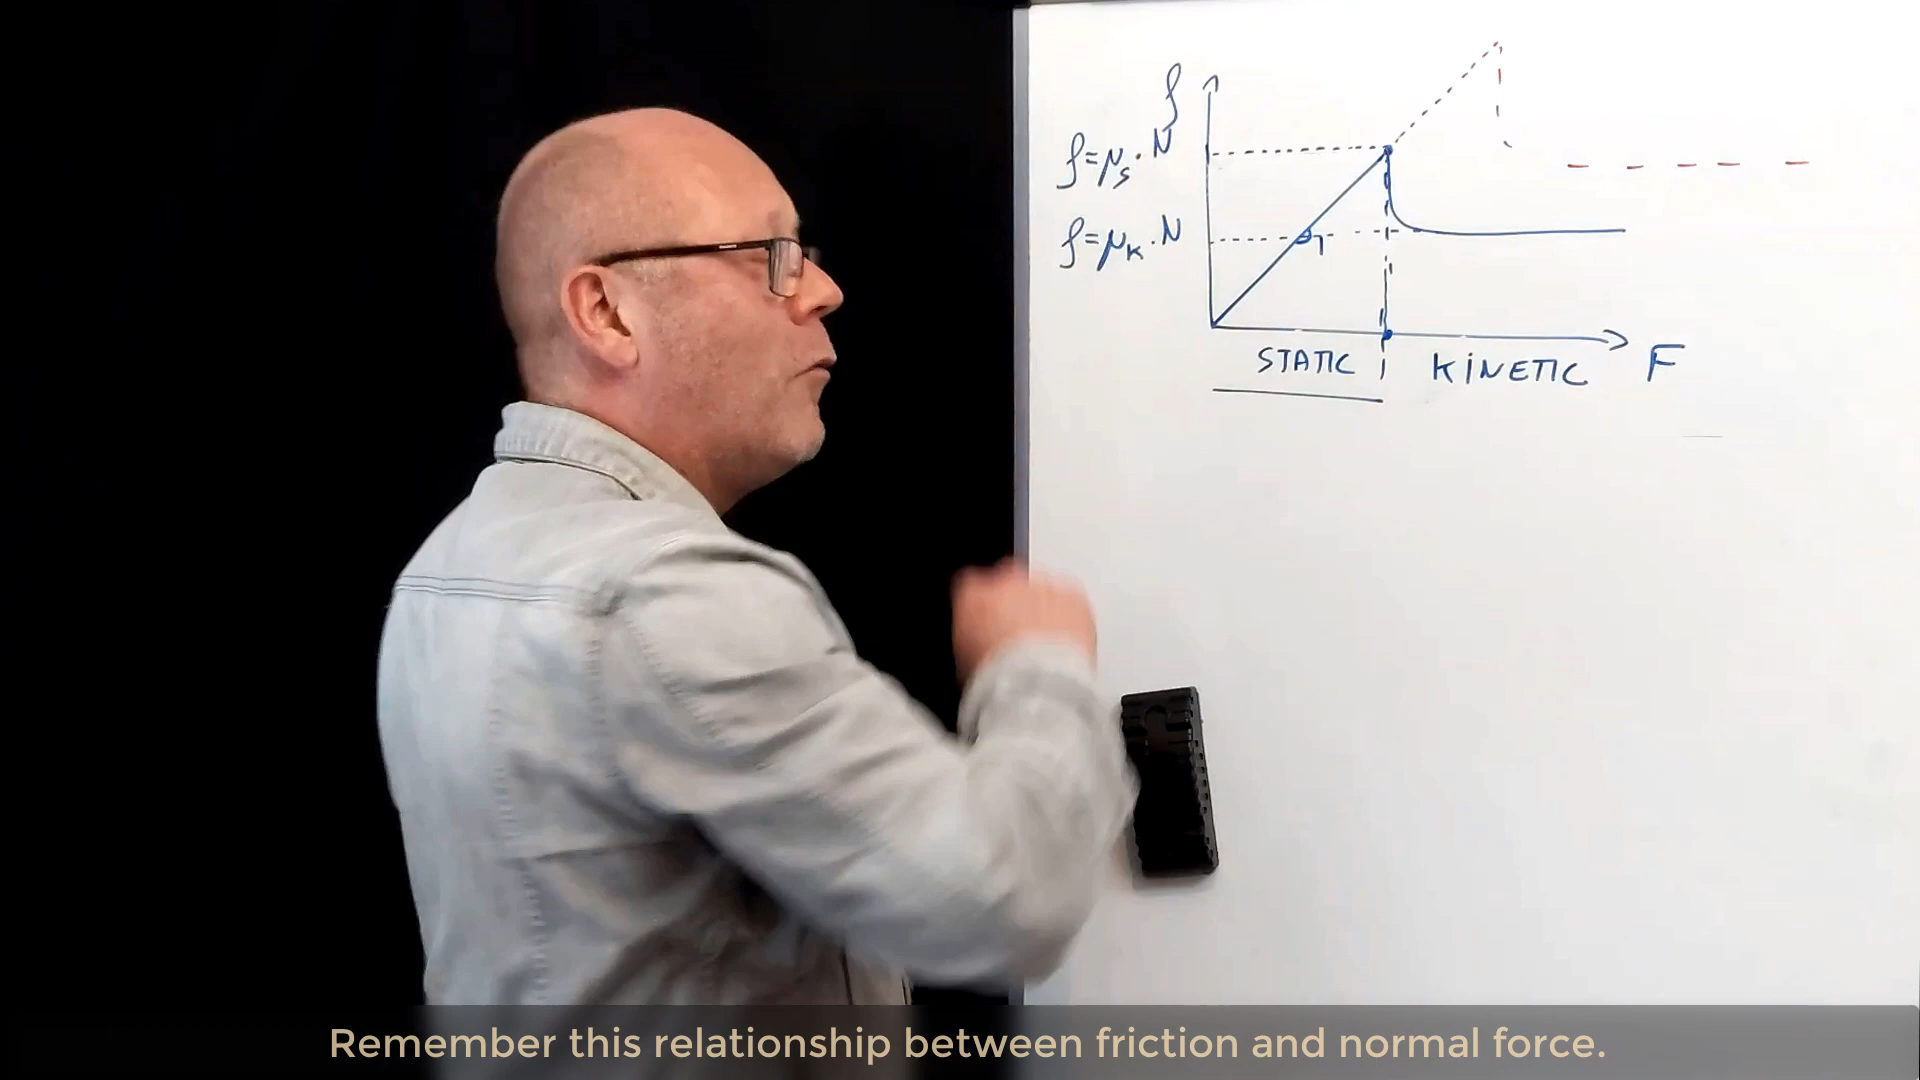 f
f=μs·N
f=μK·N
STATIC
KINETIC
F
Remember this relationship between friction and normal force.